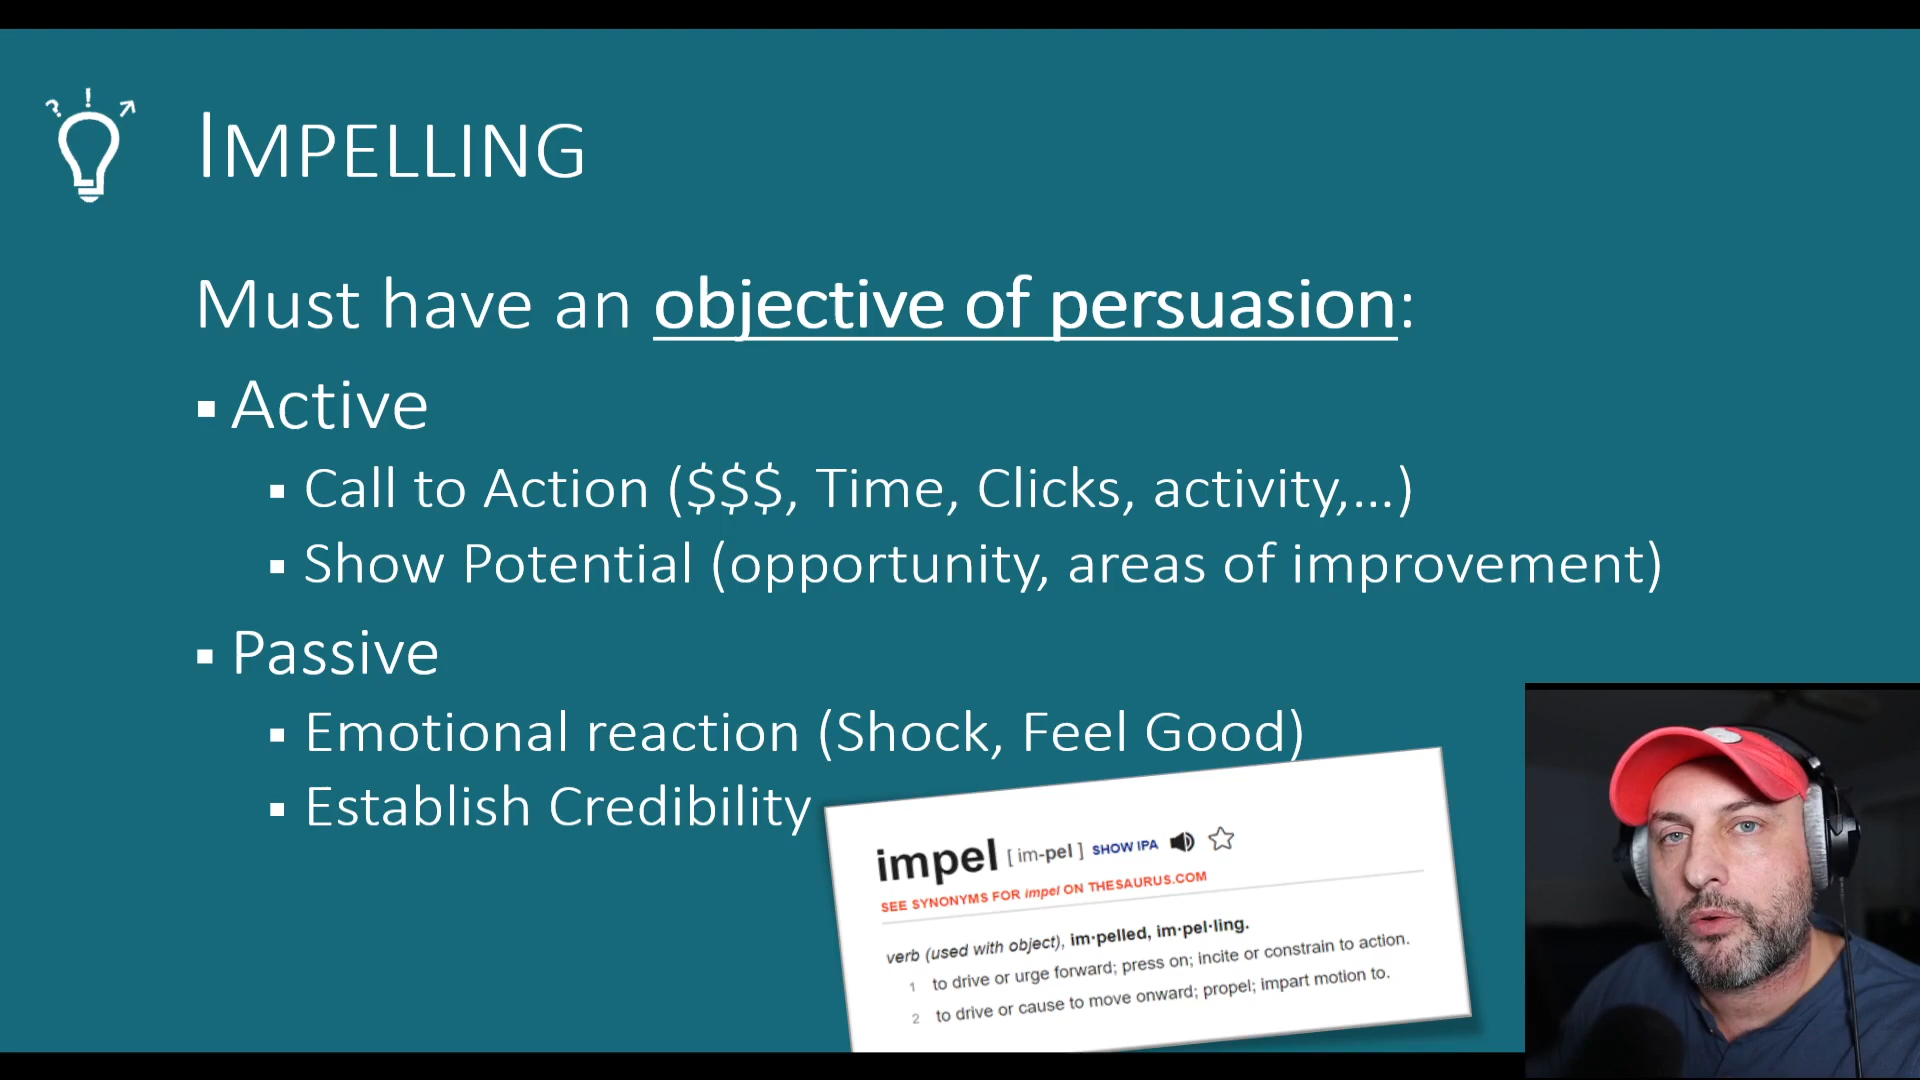 ? ! 
IMPELLING
Must have an objective of persuasion:
▪ Active
▪ Call to Action ($$$, Time, Clicks, activity,...)
▪ Show Potential (opportunity, areas of improvement)
▪ Passive
▪ Emotional reaction (Shock, Feel Good)
▪ Establish Credibility
impel [ im-pel ] SHOW IPA
SEE SYNONYMS FOR impel ON THESAURUS.COM
verb (used with object), im·pelled, im·pel·ling.
1 to drive or urge forward; press on; incite or constrain to action.
2 to drive or cause to move onward; propel; impart motion to.